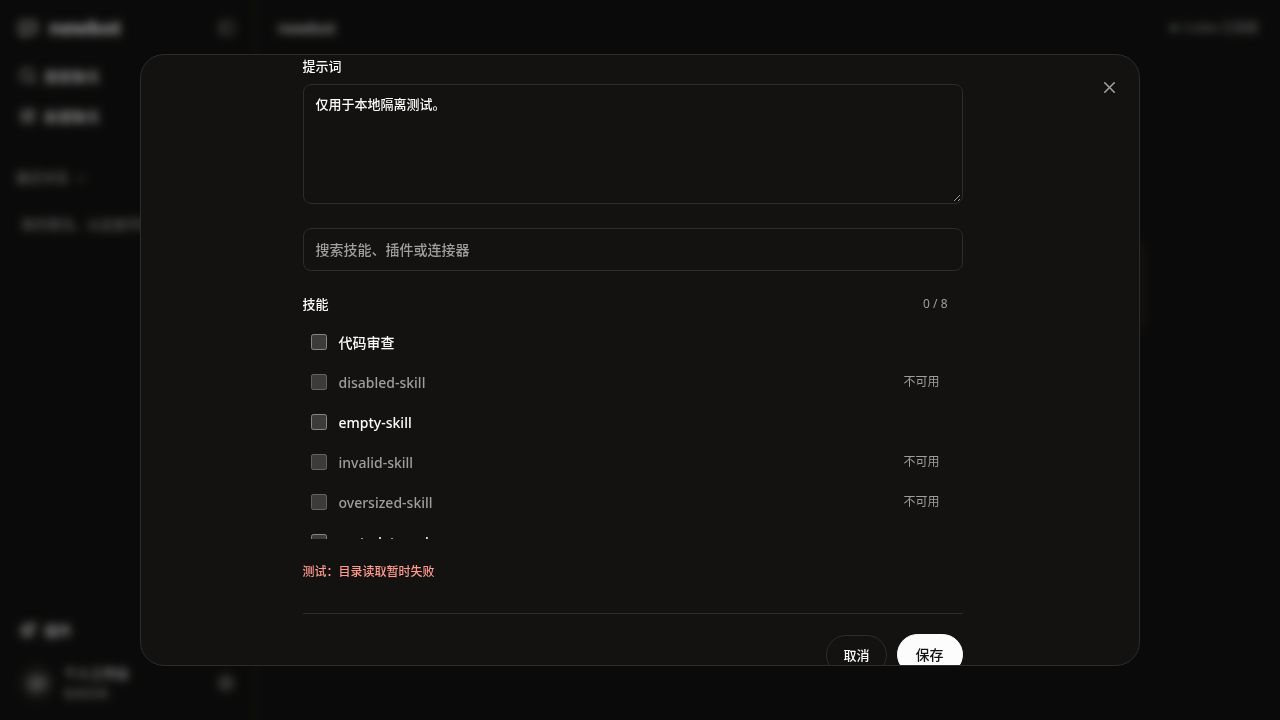 newbot
newbot
提示词
仅用于本地隔离测试。
搜索技能、插件或连接器
技能
0 / 8
代码审查
disabled-skill
不可用
empty-skill
invalid-skill
不可用
oversized-skill
不可用
测试：目录读取暂时失败
取消
保存